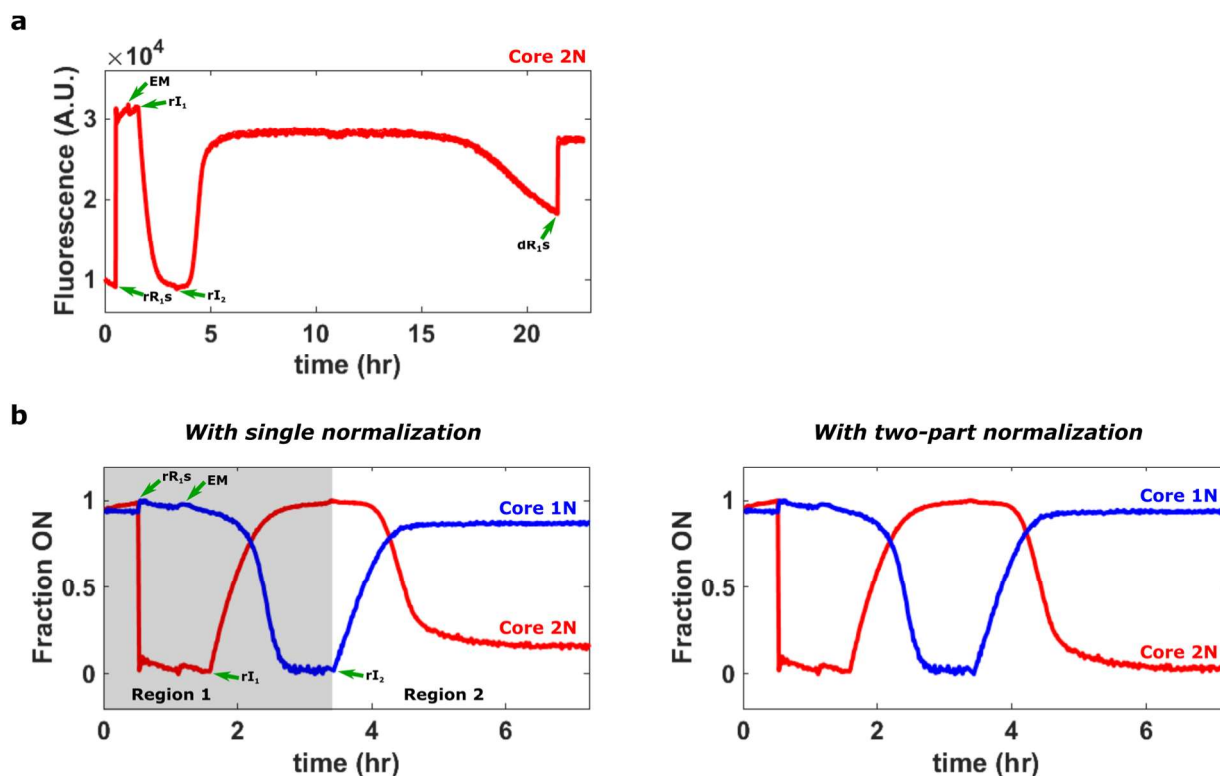 a
×10⁴
Core 2N
EM
rI₁
3
2
1
Fluorescence (A.U.)
rR₁s
rI₂
dR₁s
0 5 10 15 20
time (hr)
b
With single normalization
With two-part normalization
rR₁s
EM
Core 1N
Core 2N
1
0.5
0
Fraction ON
rI₁
rI₂
Region 1
Region 2
0 2 4 6
time (hr)
Core 1N
Core 2N
1
0.5
0
Fraction ON
0 2 4 6
time (hr)